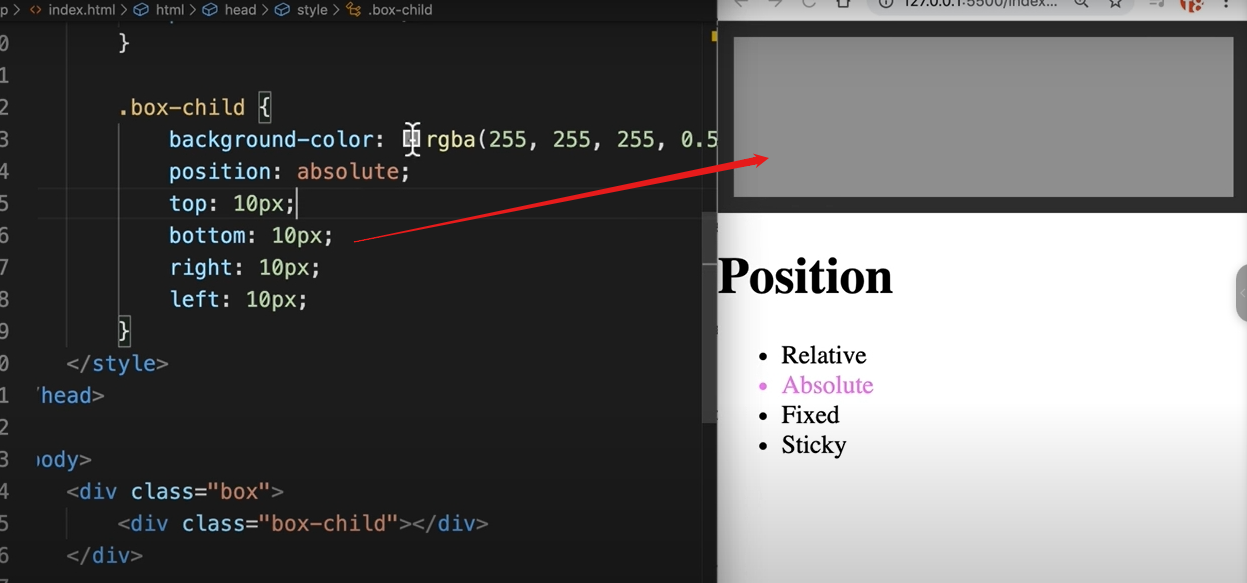 p > index.html > html > head > style > .box-child
127.0.0.1:5500/index...
0 }
1
2 .box-child {
3 background-color: rgba(255, 255, 255, 0.5
4 position: absolute;
5 top: 10px;
6 bottom: 10px;
7 right: 10px;
8 left: 10px;
9 }
0 </style>
1 /head>
2
3 body>
4 <div class="box">
5 <div class="box-child"></div>
6 </div>
Position
• Relative
• Absolute
• Fixed
• Sticky